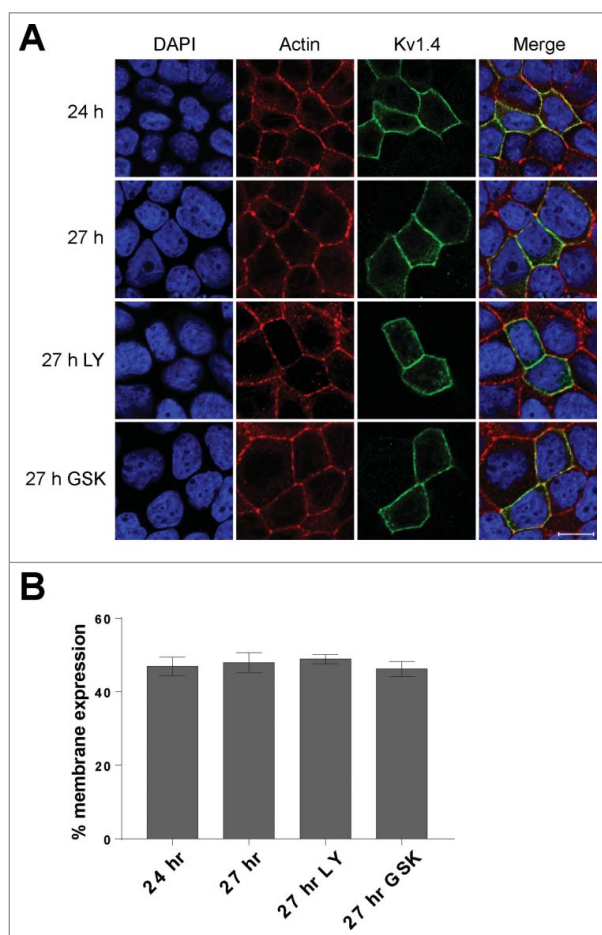 A
DAPI Actin Kv1.4 Merge
24 h
27 h
27 h LY
27 h GSK
B
% membrane expression
60
40
20
0
24 hr 27 hr 27 hr LY 27 hr GSK